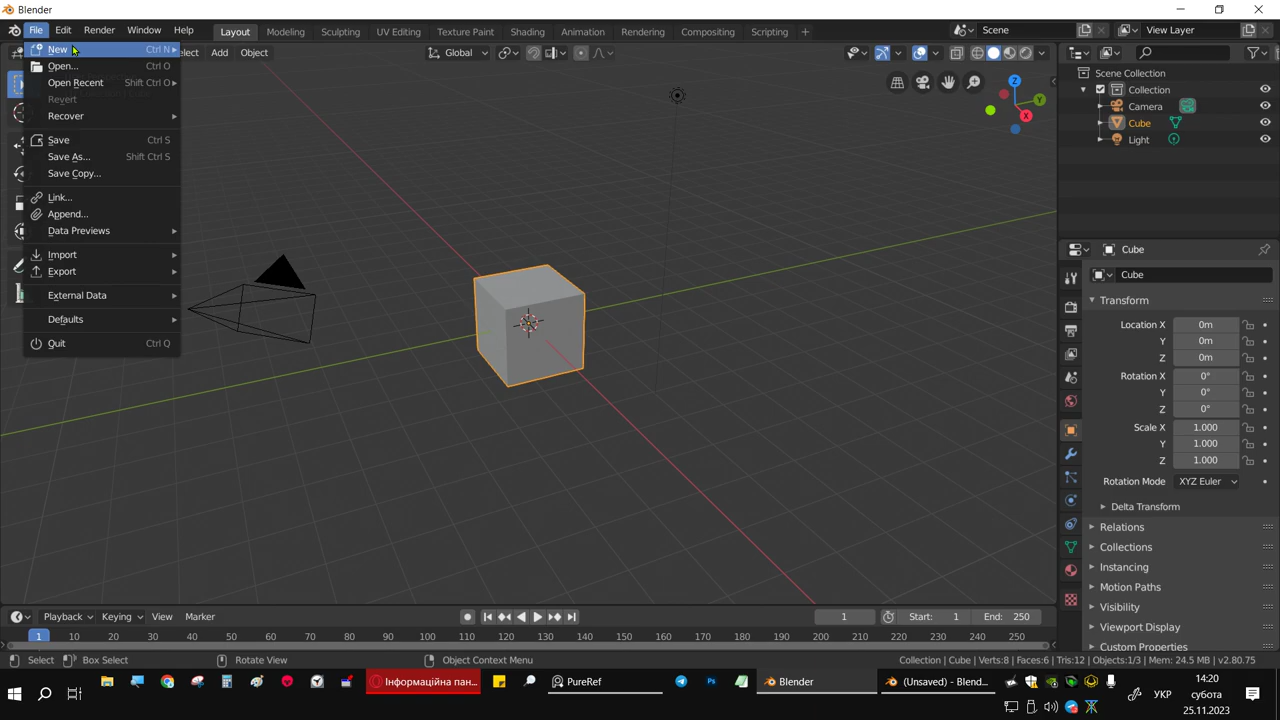 Blender
File Edit Render Window Help Layout Modeling Sculpting UV Editing Texture Paint Shading Animation Rendering Compositing Scripting + Scene View Layer
Add Object Global
New Ctrl N
Open... Ctrl O
Open Recent Shift Ctrl O
Revert
Recover
Save Ctrl S
Save As... Shift Ctrl S
Save Copy...
Link...
Append...
Data Previews
Import
Export
External Data
Defaults
Quit Ctrl Q
Z
Y
X
Scene Collection
Collection
Camera
Cube
Light
Cube
Cube
Transform
Location X 0m
Y 0m
Z 0m
Rotation X 0°
Y 0°
Z 0°
Scale X 1.000
Y 1.000
Z 1.000
Rotation Mode XYZ Euler
Delta Transform
Relations
Collections
Instancing
Motion Paths
Visibility
Viewport Display
Custom Properties
Playback Keying View Marker 1 Start: 1 End: 250
1 10 20 30 40 50 60 70 80 90 100 110 120 130 140 150 160 170 180 190 200 210 220 230 240 250
Select Box Select Rotate View Object Context Menu Collection | Cube | Verts:8 | Faces:6 | Tris:12 | Objects:1/3 | Mem: 24.5 MB | v2.80.75
Інформаційна пан... PureRef Blender (Unsaved) - Blend...
УКР
14:20
субота
25.11.2023